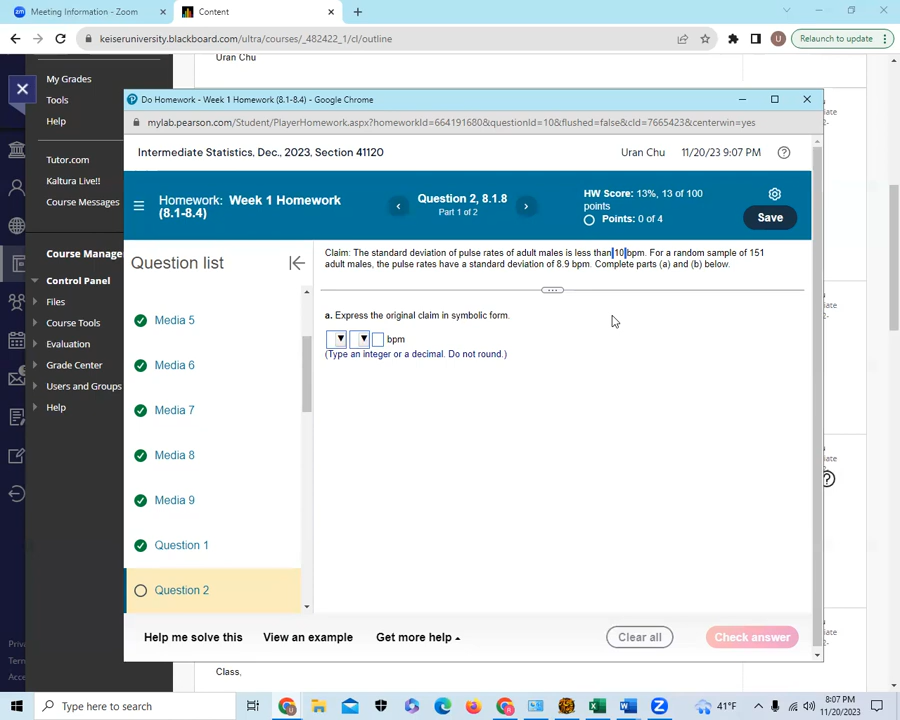 Meeting Information - Zoom
Content
keiseruniversity.blackboard.com/ultra/courses/_482422_1/cl/outline
U
Relaunch to update
Uran Chu
My Grades
Tools
Help
Tutor.com
Kaltura Live!!
Course Messages
Course Manage
Control Panel
Files
Course Tools
Evaluation
Grade Center
Users and Groups
Help
Do Homework - Week 1 Homework (8.1-8.4) - Google Chrome
mylab.pearson.com/Student/PlayerHomework.aspx?homeworkId=664191680&questionId=10&flushed=false&cId=7665423&centerwin=yes
Intermediate Statistics, Dec., 2023, Section 41120
Uran Chu
11/20/23 9:07 PM
Homework: Week 1 Homework
(8.1-8.4)
Question 2, 8.1.8
Part 1 of 2
HW Score: 13%, 13 of 100
points
Points: 0 of 4
Save
Question list
Media 5
Media 6
Media 7
Media 8
Media 9
Question 1
Question 2
Claim: The standard deviation of pulse rates of adult males is less than 10 bpm. For a random sample of 151
adult males, the pulse rates have a standard deviation of 8.9 bpm. Complete parts (a) and (b) below.
a. Express the original claim in symbolic form.
bpm
(Type an integer or a decimal. Do not round.)
Help me solve this
View an example
Get more help
Clear all
Check answer
Class,
Type here to search
41°F
8:07 PM
11/20/2023